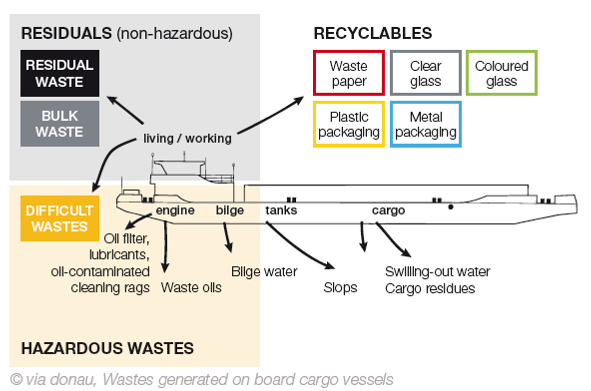 RESIDUALS (non-hazardous)
RESIDUAL
WASTE
BULK
WASTE
living / working
RECYCLABLES
Waste
paper
Clear
glass
Coloured
glass
Plastic
packaging
Metal
packaging
DIFFICULT
WASTES
engine
bilge
tanks
cargo
Oil filter,
lubricants,
oil-contaminated
cleaning rags
Waste oils
Bilge water
Slops
Swilling-out water
Cargo residues
HAZARDOUS WASTES
© via donau, Wastes generated on board cargo vessels